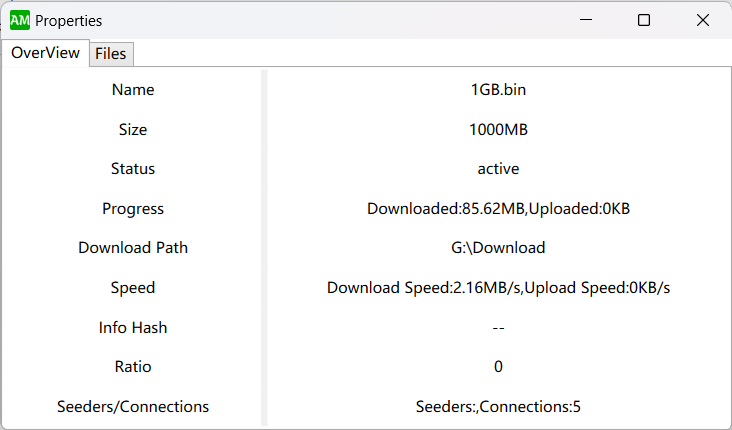 AM Properties
OverView Files
Name 1GB.bin
Size 1000MB
Status active
Progress Downloaded:85.62MB,Uploaded:0KB
Download Path G:\Download
Speed Download Speed:2.16MB/s,Upload Speed:0KB/s
Info Hash --
Ratio 0
Seeders/Connections Seeders:,Connections:5